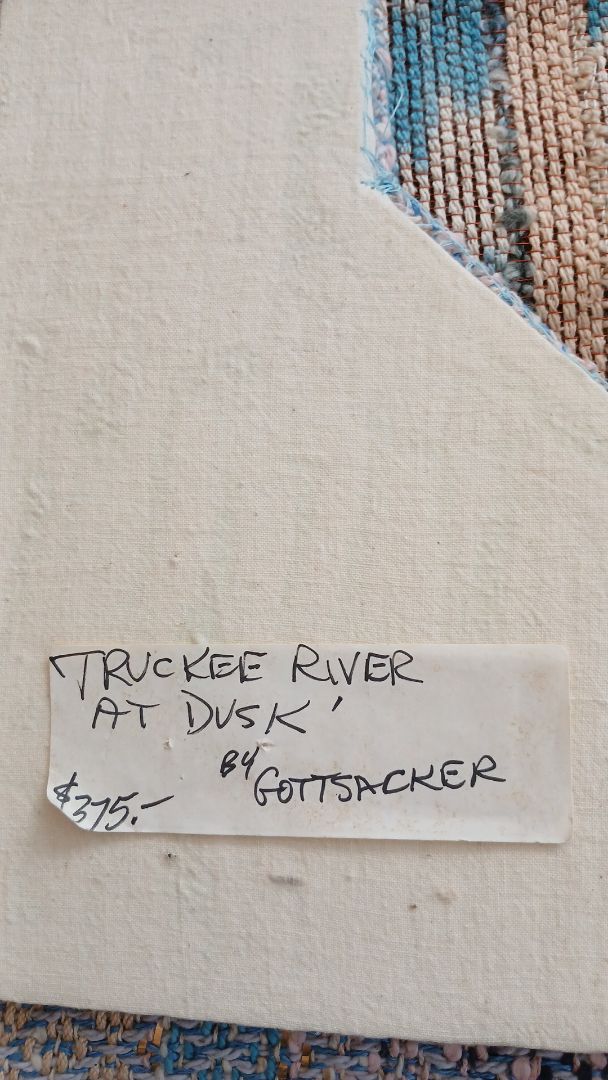 'TRUCKEE RIVER
AT DUSK'
BY GOTTSACKER
$375.—